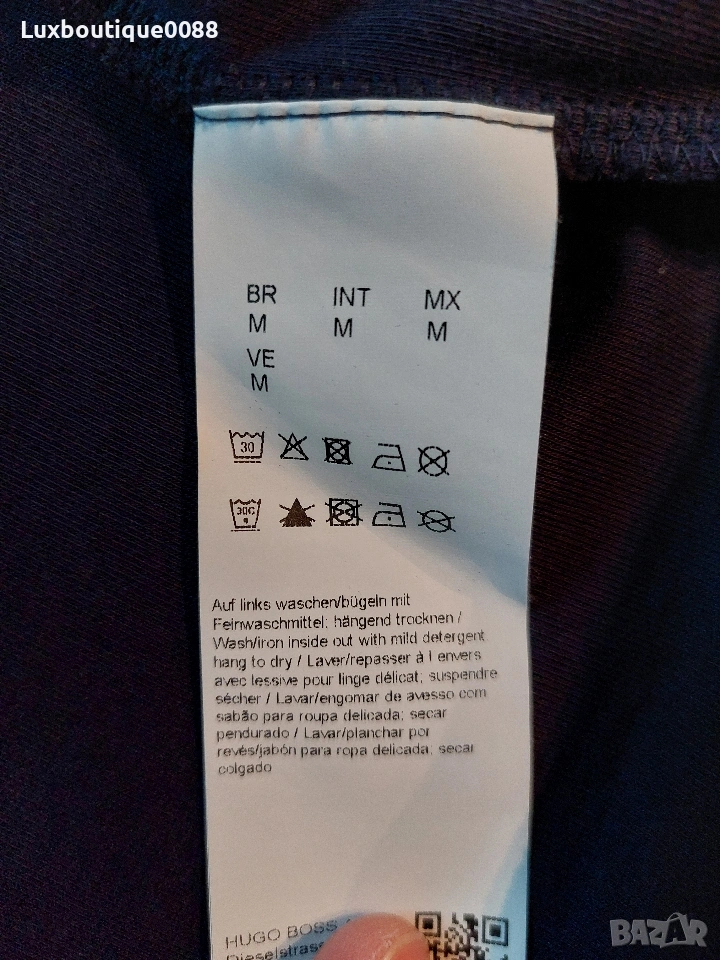 Luxboutique0088
BR INT MX
M M M
VE
M
30
30C
Auf links waschen/bügeln mit
Feinwaschmittel; hängend trocknen /
Wash/iron inside out with mild detergent
hang to dry / Laver/repasser à l envers
avec lessive pour linge délicat; suspendre
sécher / Lavar/engomar de avesso com
sabão para roupa delicada; secar
pendurado / Lavar/planchar por
revés/jabón para ropa delicada; secar
colgado
HUGO BOSS
Dieselstrass
BAZAR